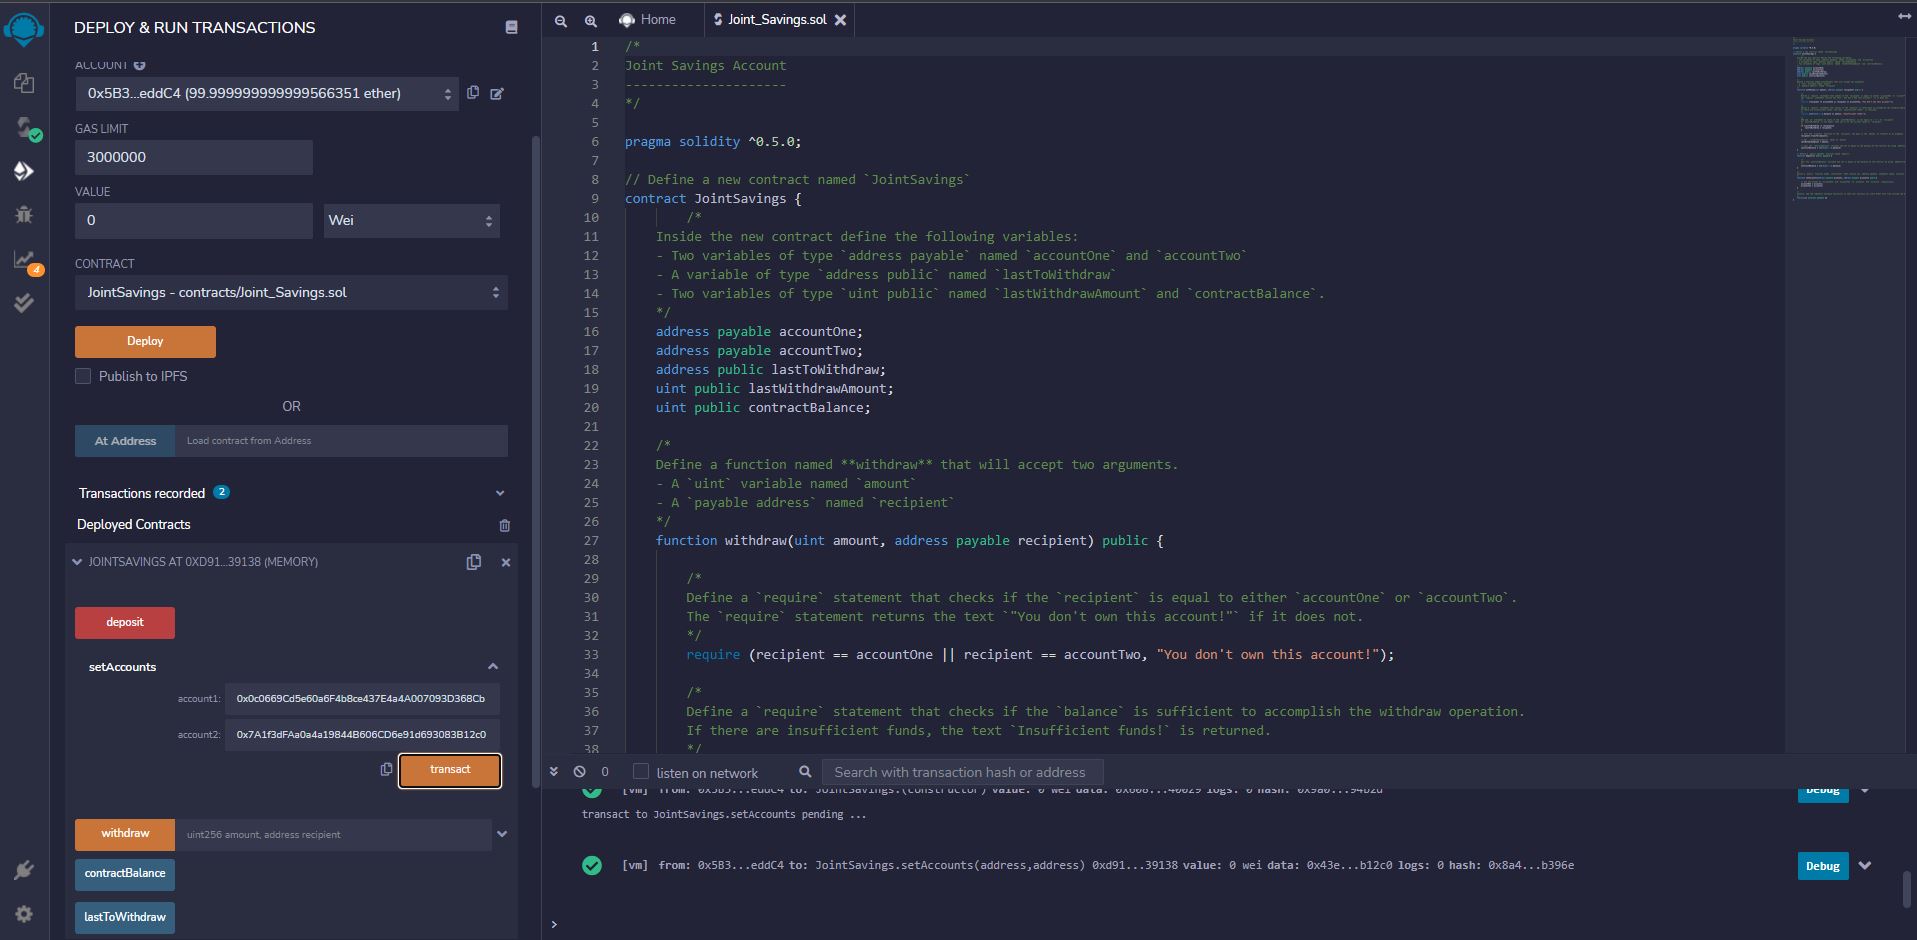 DEPLOY & RUN TRANSACTIONS
ACCOUNT
0x5B3...eddC4 (99.999999999999566351 ether)
GAS LIMIT
3000000
VALUE
0
Wei
CONTRACT
JointSavings - contracts/Joint_Savings.sol
Deploy
Publish to IPFS
OR
At Address
Load contract from Address
Transactions recorded 2
Deployed Contracts
JOINTSAVINGS AT 0XD91...39138 (MEMORY)
deposit
setAccounts
account1: 0x0c0669Cd5e60a6F4b8ce437E4a4A007093D368Cb
account2: 0x7A1f3dFAa0a4a19844B606CD6e91d693083B12c0
transact
withdraw
uint256 amount, address recipient
contractBalance
lastToWithdraw
4
Home
Joint_Savings.sol
1 /*
2 Joint Savings Account
3 ---------------------
4 */
5
6 pragma solidity ^0.5.0;
7
8 // Define a new contract named `JointSavings`
9 contract JointSavings {
10 /*
11 Inside the new contract define the following variables:
12 - Two variables of type `address payable` named `accountOne` and `accountTwo`
13 - A variable of type `address public` named `lastToWithdraw`
14 - Two variables of type `uint public` named `lastWithdrawAmount` and `contractBalance`.
15 */
16 address payable accountOne;
17 address payable accountTwo;
18 address public lastToWithdraw;
19 uint public lastWithdrawAmount;
20 uint public contractBalance;
21
22 /*
23 Define a function named **withdraw** that will accept two arguments.
24 - A `uint` variable named `amount`
25 - A `payable address` named `recipient`
26 */
27 function withdraw(uint amount, address payable recipient) public {
28
29 /*
30 Define a `require` statement that checks if the `recipient` is equal to either `accountOne` or `accountTwo`.
31 The `require` statement returns the text `"You don't own this account!"` if it does not.
32 */
33 require (recipient == accountOne || recipient == accountTwo, "You don't own this account!");
34
35 /*
36 Define a `require` statement that checks if the `balance` is sufficient to accomplish the withdraw operation.
37 If there are insufficient funds, the text `Insufficient funds!` is returned.
38 */
0
listen on network
Search with transaction hash or address
[vm] from: 0x5B3...eddC4 to: JointSavings.(constructor) value: 0 wei data: 0x608...40029 logs: 0 hash: 0x9a0...94b2d
Debug
transact to JointSavings.setAccounts pending ...
[vm] from: 0x5B3...eddC4 to: JointSavings.setAccounts(address,address) 0xd91...39138 value: 0 wei data: 0x43e...b12c0 logs: 0 hash: 0x8a4...b396e
Debug
>